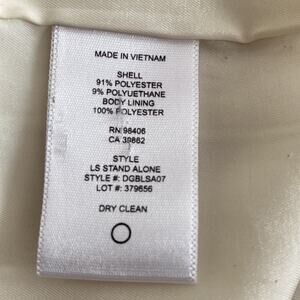 MADE IN VIETNAM
SHELL
91% POLYESTER
9% POLYURETHANE
BODY LINING
100% POLYESTER
RN 98406
CA 39862
STYLE
LS STAND ALONE
STYLE #: DGBLSA07
LOT #: 379656
DRY CLEAN